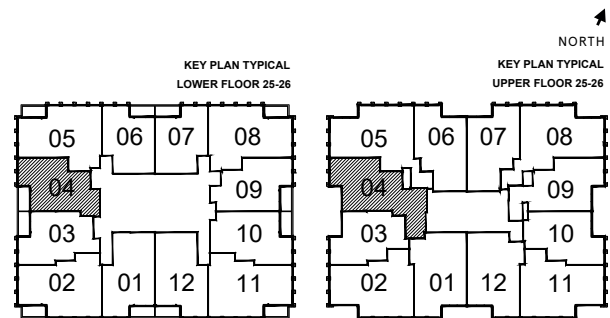 NORTH
KEY PLAN TYPICAL
LOWER FLOOR 25-26
KEY PLAN TYPICAL
UPPER FLOOR 25-26
05 06 07 08
04 09
03 10
02 01 12 11
05 06 07 08
04 09
03 10
02 01 12 11